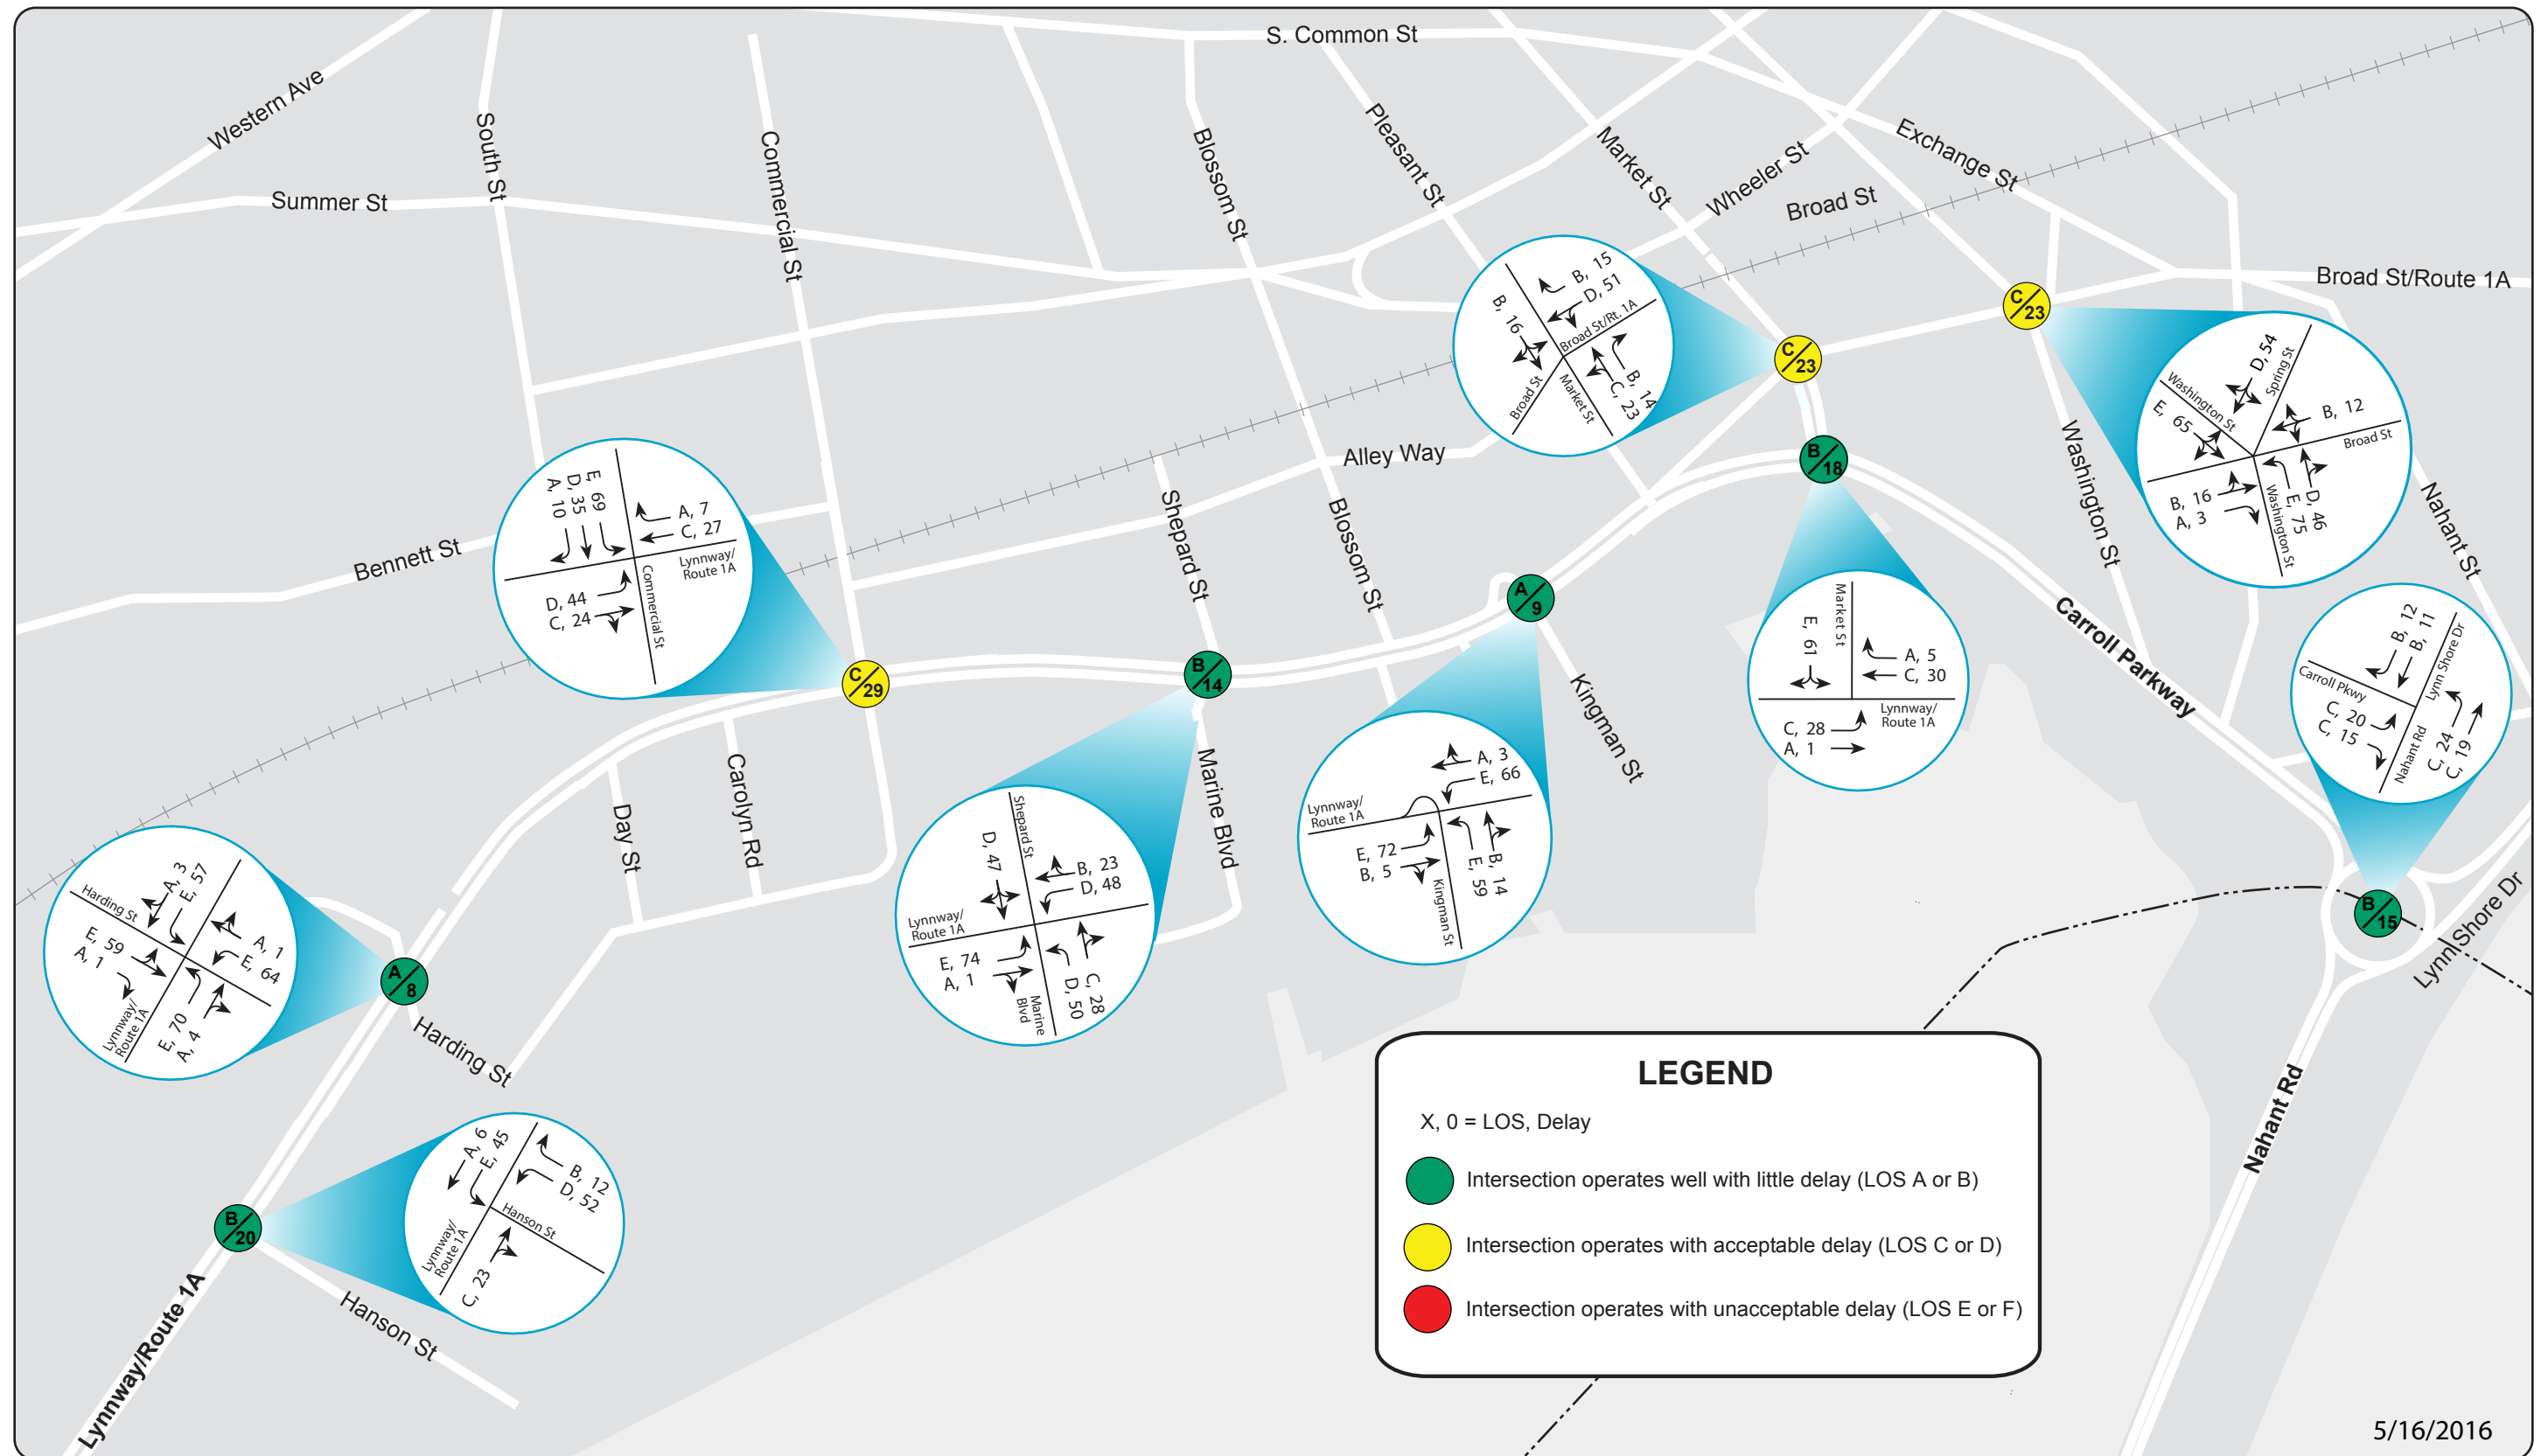 S. Common St
Western Ave
South St
Commercial St
Blossom St
Pleasant St
Market St
Wheeler St
Exchange St
Broad St
Summer St
Broad St/Route 1A
C/23
C/23
B, 15
D, 51
B, 16
Broad St/Rt. 1A
Broad St
Market St
B, 14
C, 23
D, 54
Spring St
Washington St
E, 65
B, 12
Broad St
B, 16
A, 3
Washington St
E, 75
D, 46
Alley Way
B/18
Washington St
Nahant St
Bennett St
E, 69
D, 35
A, 10
A, 7
C, 27
Lynnway/
Route 1A
D, 44
C, 24
Commercial St
Shepard St
Blossom St
C/29
B/14
A/9
Kingman St
Carroll Parkway
Market St
E, 61
A, 5
C, 30
Lynnway/
Route 1A
C, 28
A, 1
B, 12
B, 11
Lynn Shore Dr
Carroll Pkwy
C, 20
C, 15
Nahant Rd
C, 24
C, 19
Day St
Carolyn Rd
Marine Blvd
Shepard St
D, 47
B, 23
D, 48
Lynnway/
Route 1A
E, 74
A, 1
Marine
Blvd
D, 50
C, 28
A, 3
E, 66
Lynnway/
Route 1A
E, 72
B, 5
Kingman St
E, 59
B, 14
A, 3
E, 57
Harding St
E, 59
A, 1
A, 1
E, 64
Lynnway/
Route 1A
E, 70
A, 4
A/8
Harding St
B/15
Lynn Shore Dr
Nahant Rd
A, 6
E, 45
B, 12
D, 52
Hanson St
Lynnway/
Route 1A
C, 23
B/20
Hanson St
Lynnway/Route 1A
LEGEND
X, 0 = LOS, Delay
Intersection operates well with little delay (LOS A or B)
Intersection operates with acceptable delay (LOS C or D)
Intersection operates with unacceptable delay (LOS E or F)
5/16/2016